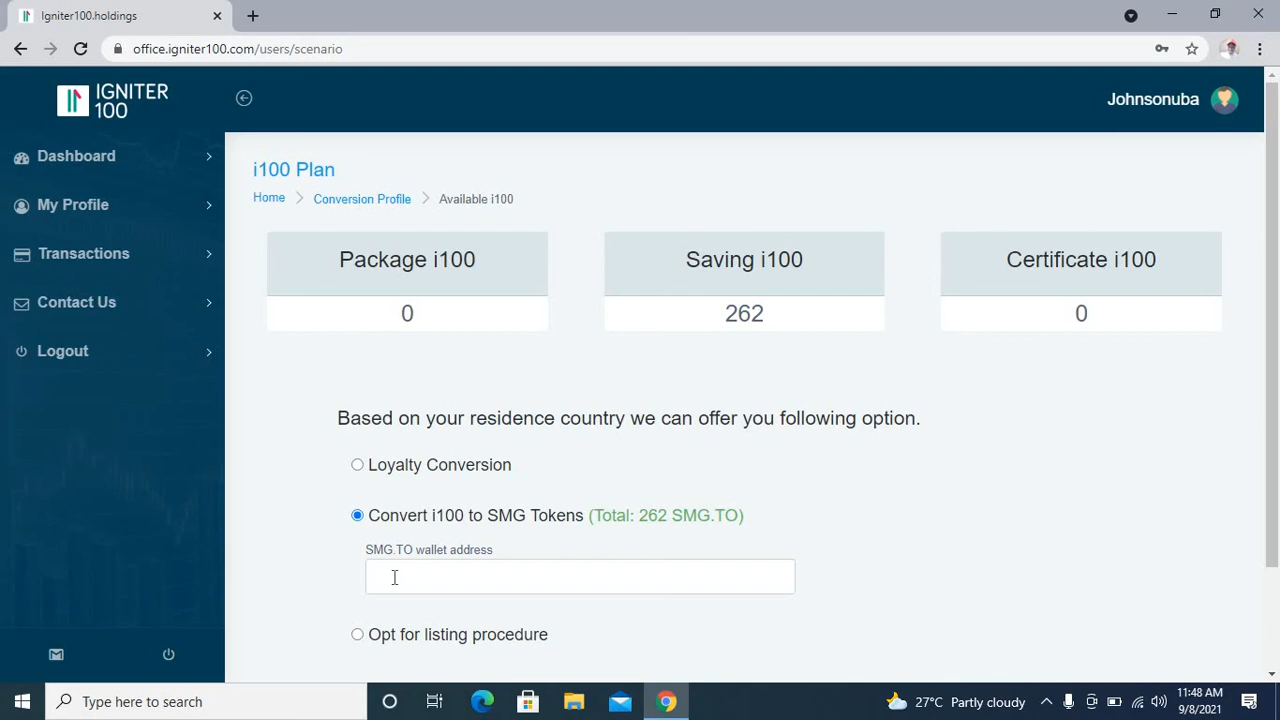 Igniter100.holdings
office.igniter100.com/users/scenario
IGNITER
100
Johnsonuba
Dashboard
My Profile
Transactions
Contact Us
Logout
i100 Plan
Home
Conversion Profile
Available i100
Package i100
Saving i100
Certificate i100
0
262
0
Based on your residence country we can offer you following option.
Loyalty Conversion
Convert i100 to SMG Tokens (Total: 262 SMG.TO)
SMG.TO wallet address
Opt for listing procedure
Type here to search
27°C Partly cloudy
11:48 AM
9/8/2021